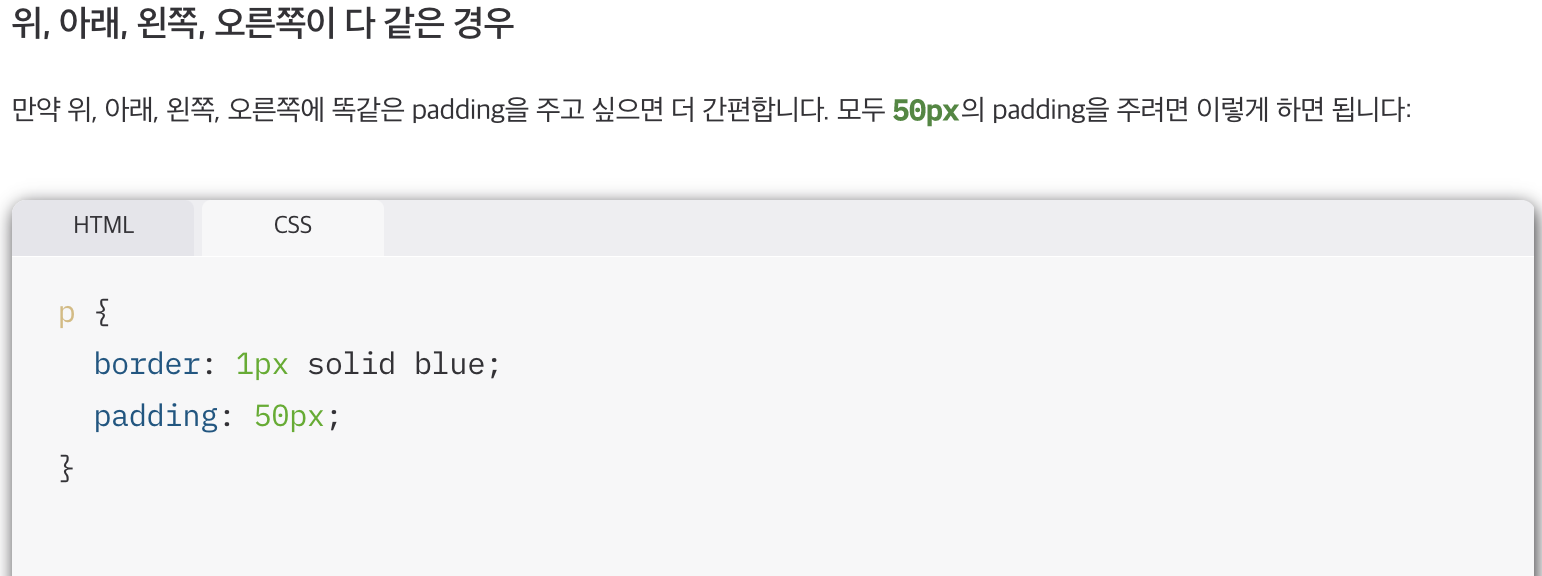 위, 아래, 왼쪽, 오른쪽이 다 같은 경우
만약 위, 아래, 왼쪽, 오른쪽에 똑같은 padding을 주고 싶으면 더 간편합니다. 모두 50px의 padding을 주려면 이렇게 하면 됩니다:
HTML CSS
p {
  border: 1px solid blue;
  padding: 50px;
}